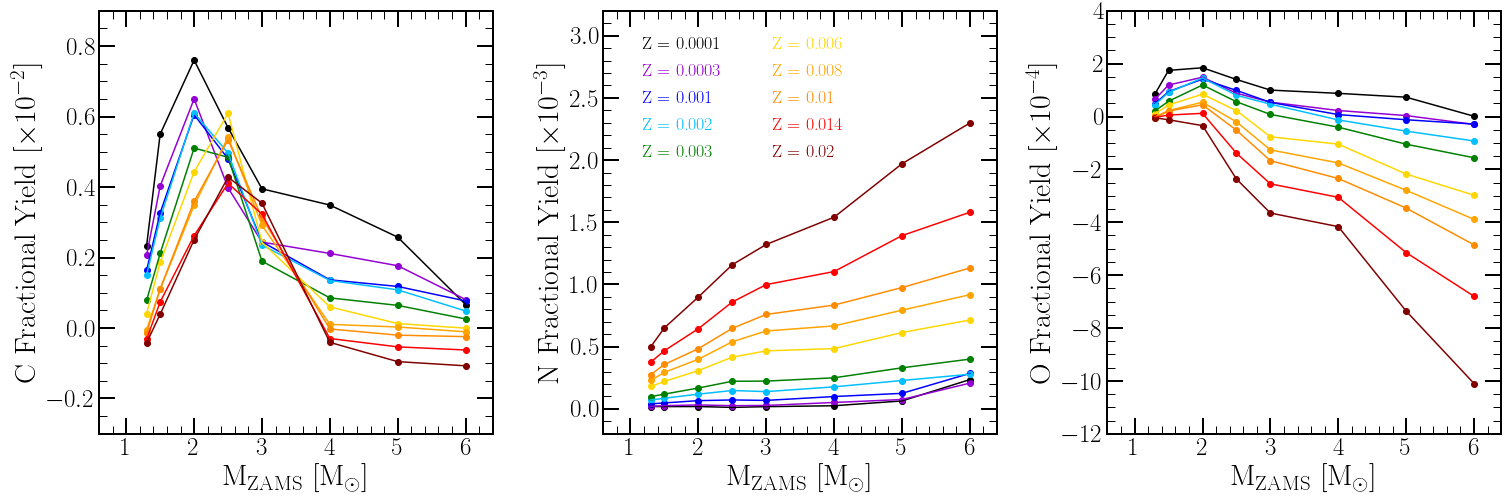 C Fractional Yield [×10⁻²]
0.8
0.6
0.4
0.2
0.0
−0.2
1 2 3 4 5 6
M_ZAMS [M_⊙]
N Fractional Yield [×10⁻³]
3.0
2.5
2.0
1.5
1.0
0.5
0.0
Z = 0.0001 Z = 0.006
Z = 0.0003 Z = 0.008
Z = 0.001 Z = 0.01
Z = 0.002 Z = 0.014
Z = 0.003 Z = 0.02
1 2 3 4 5 6
M_ZAMS [M_⊙]
O Fractional Yield [×10⁻⁴]
4
2
0
−2
−4
−6
−8
−10
−12
1 2 3 4 5 6
M_ZAMS [M_⊙]